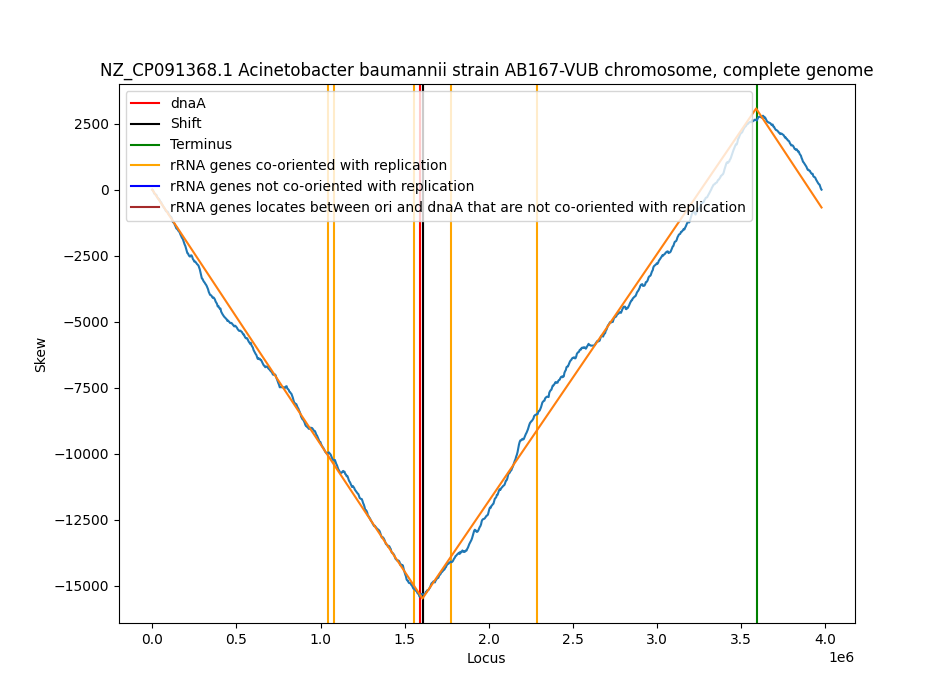 NZ_CP091368.1 Acinetobacter baumannii strain AB167-VUB chromosome, complete genome
dnaA
Shift
Terminus
rRNA genes co-oriented with replication
rRNA genes not co-oriented with replication
rRNA genes locates between ori and dnaA that are not co-oriented with replication
2500
0
−2500
−5000
−7500
−10000
−12500
−15000
Skew
0.0 0.5 1.0 1.5 2.0 2.5 3.0 3.5 4.0
1e6
Locus